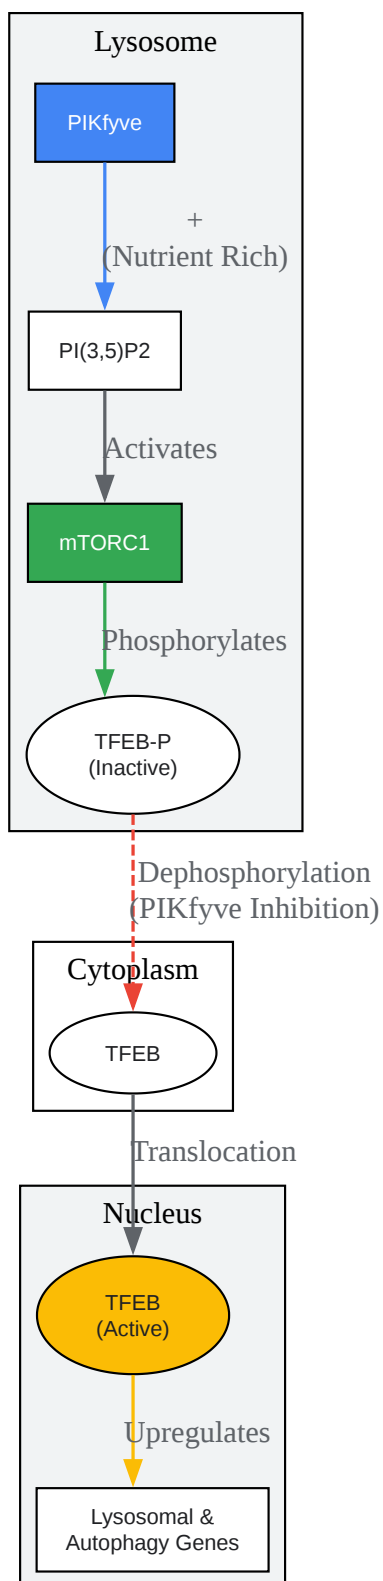 Lysosome
PIKfyve
+
(Nutrient Rich)
PI(3,5)P2
Activates
mTORC1
Phosphorylates
TFEB-P
(Inactive)
Dephosphorylation
(PIKfyve Inhibition)
Cytoplasm
TFEB
Translocation
Nucleus
TFEB
(Active)
Upregulates
Lysosomal &
Autophagy Genes